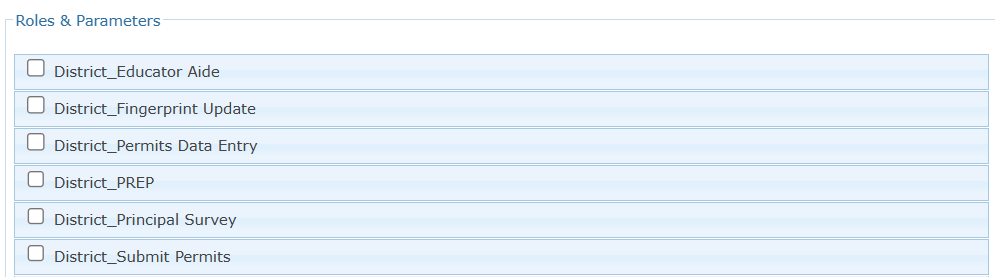 Roles & Parameters
District_Educator Aide
District_Fingerprint Update
District_Permits Data Entry
District_PREP
District_Principal Survey
District_Submit Permits